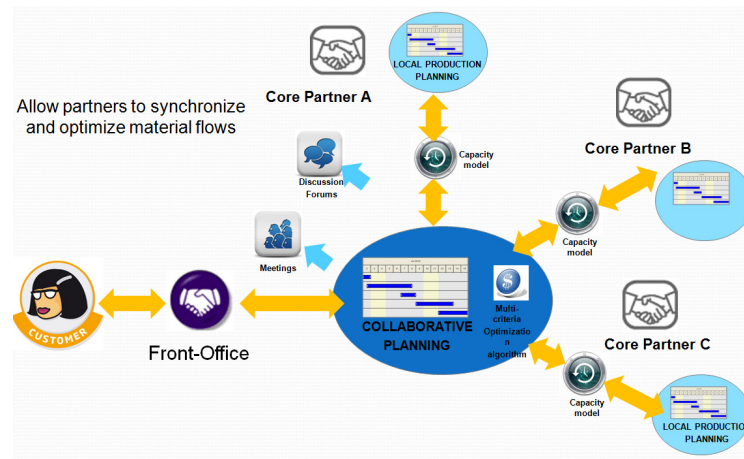 LOCAL PRODUCTION
PLANNING
Core Partner A
Allow partners to synchronize
and optimize material flows
Capacity
model
Discussion
Forums
Core Partner B
Capacity
model
Meetings
COLLABORATIVE
PLANNING
Multi-
criteria
Optimizatio
n
algorithm
CUSTOMER
Front-Office
Core Partner C
Capacity
model
LOCAL PRODUCTION
PLANNING